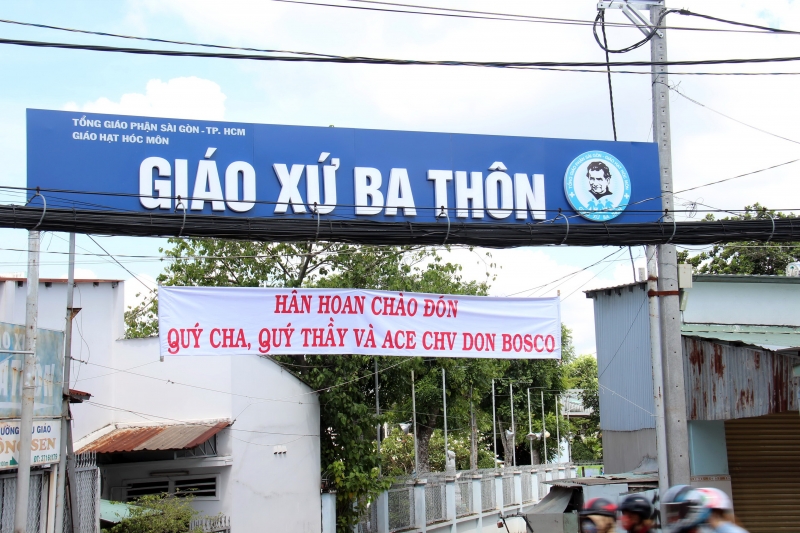 TỔNG GIÁO PHẬN SÀI GÒN - TP. HCM
GIÁO HẠT HÓC MÔN
GIÁO XỨ BA THÔN
HÂN HOAN CHÀO ĐÓN
QUÝ CHA, QUÝ THẦY VÀ ACE CHV DON BOSCO
SEN